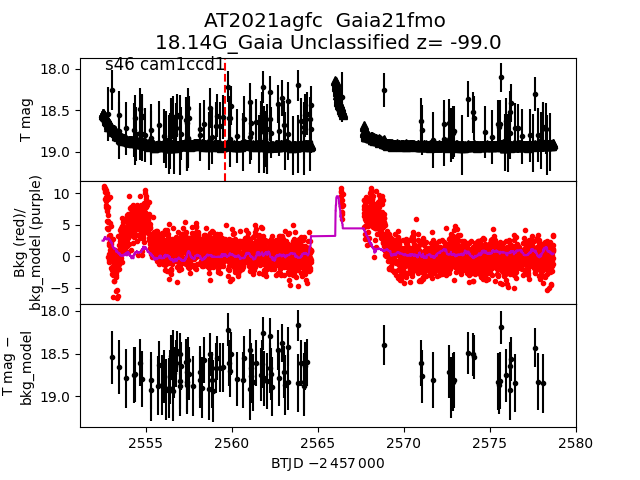 AT2021agfc  Gaia21fmo
18.14G_Gaia Unclassified z= -99.0
s46 cam1ccd1
18.0
18.5
19.0
T mag
10
5
0
−5
Bkg (red)/
bkg_model (purple)
18.0
18.5
19.0
T mag −
bkg_model
2555 2560 2565 2570 2575 2580
BTJD −2 457 000